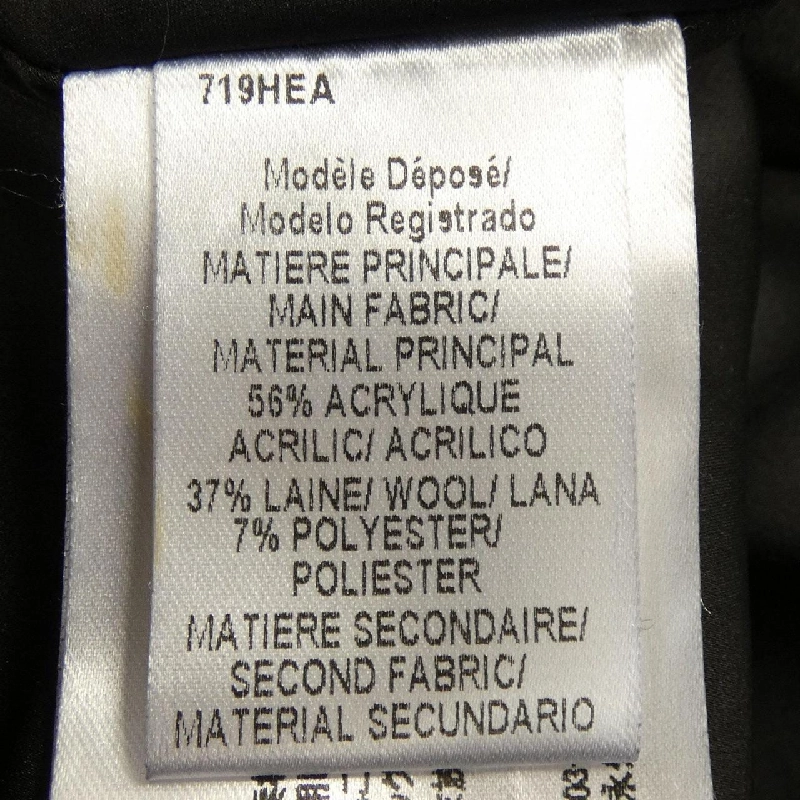 719HEA
Modèle Déposé/
Modelo Registrado
MATIERE PRINCIPALE/
MAIN FABRIC/
MATERIAL PRINCIPAL
56% ACRYLIQUE
ACRILIC/ ACRILICO
37% LAINE/ WOOL/ LANA
7% POLYESTER/
POLIESTER
MATIERE SECONDAIRE/
SECOND FABRIC/
MATERIAL SECUNDARIO